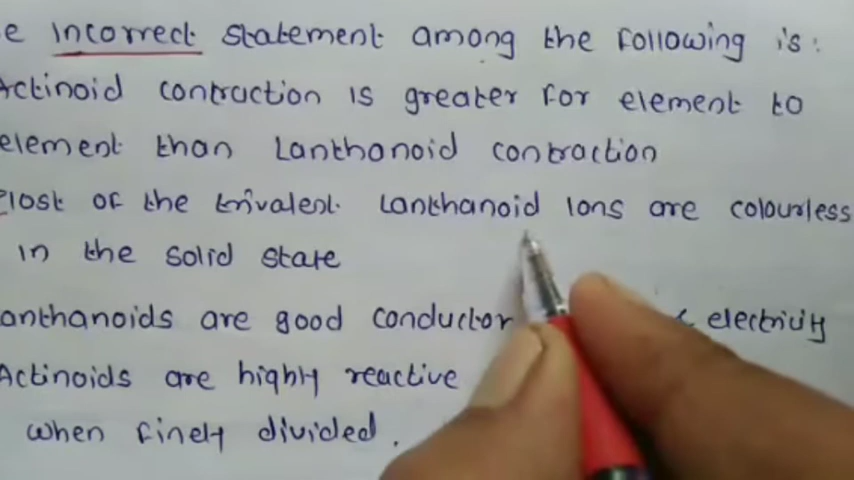 e incorrect statement among the following is:
Actinoid contraction is greater for element to
element than Lanthanoid contraction
lost of the trivalent Lanthanoid Ions are colourless
in the solid state
anthanoids are good conductor electricity
Actinoids are highly reactive
when finely divided.